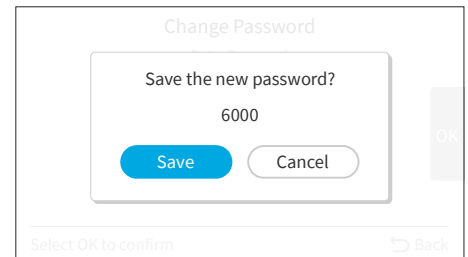 Change Password
Save the new password?
6000
Save Cancel
OK
Select OK to confirm
Back